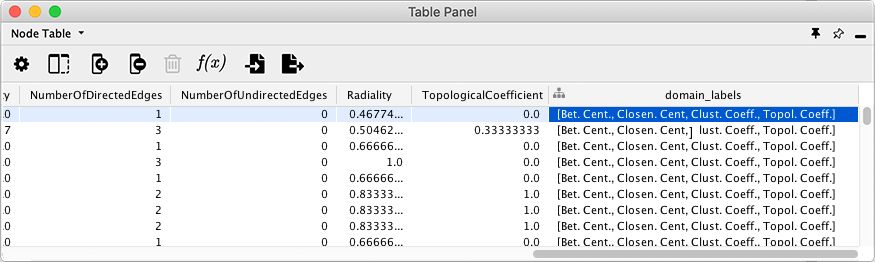 Table Panel
Node Table
f(x)
ty NumberOfDirectedEdges NumberOfUndirectedEdges Radiality TopologicalCoefficient domain_labels
.0 1 0 0.46774... 0.0 [Bet. Cent., Closen. Cent, Clust. Coeff., Topol. Coeff.]
.7 3 0 0.50462... 0.33333333 [Bet. Cent., Closen. Cent, lust. Coeff., Topol. Coeff.]
.0 1 0 0.66666... 0.0 [Bet. Cent., Closen. Cent, Clust. Coeff., Topol. Coeff.]
.0 3 0 1.0 0.0 [Bet. Cent., Closen. Cent, Clust. Coeff., Topol. Coeff.]
.0 1 0 0.66666... 0.0 [Bet. Cent., Closen. Cent, Clust. Coeff., Topol. Coeff.]
.0 2 0 0.83333... 1.0 [Bet. Cent., Closen. Cent, Clust. Coeff., Topol. Coeff.]
.0 2 0 0.83333... 1.0 [Bet. Cent., Closen. Cent, Clust. Coeff., Topol. Coeff.]
.0 2 0 0.83333... 1.0 [Bet. Cent., Closen. Cent, Clust. Coeff., Topol. Coeff.]
.0 1 0 0.66666... 0.0 [Bet. Cent., Closen. Cent, Clust. Coeff., Topol. Coeff.]